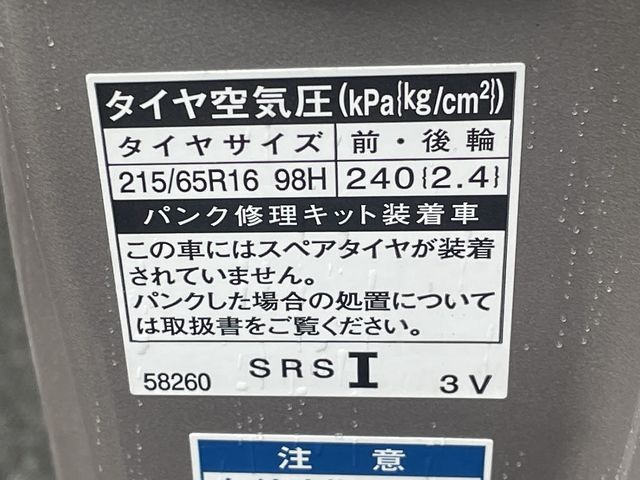 タイヤ空気圧(kPa{kg/cm²})
タイヤサイズ 前・後輪
215/65R16 98H 240{2.4}
パンク修理キット装着車
この車にはスペアタイヤが装着
されていません。
パンクした場合の処置について
は取扱書をご覧ください。
58260 SRS I 3V
注 意